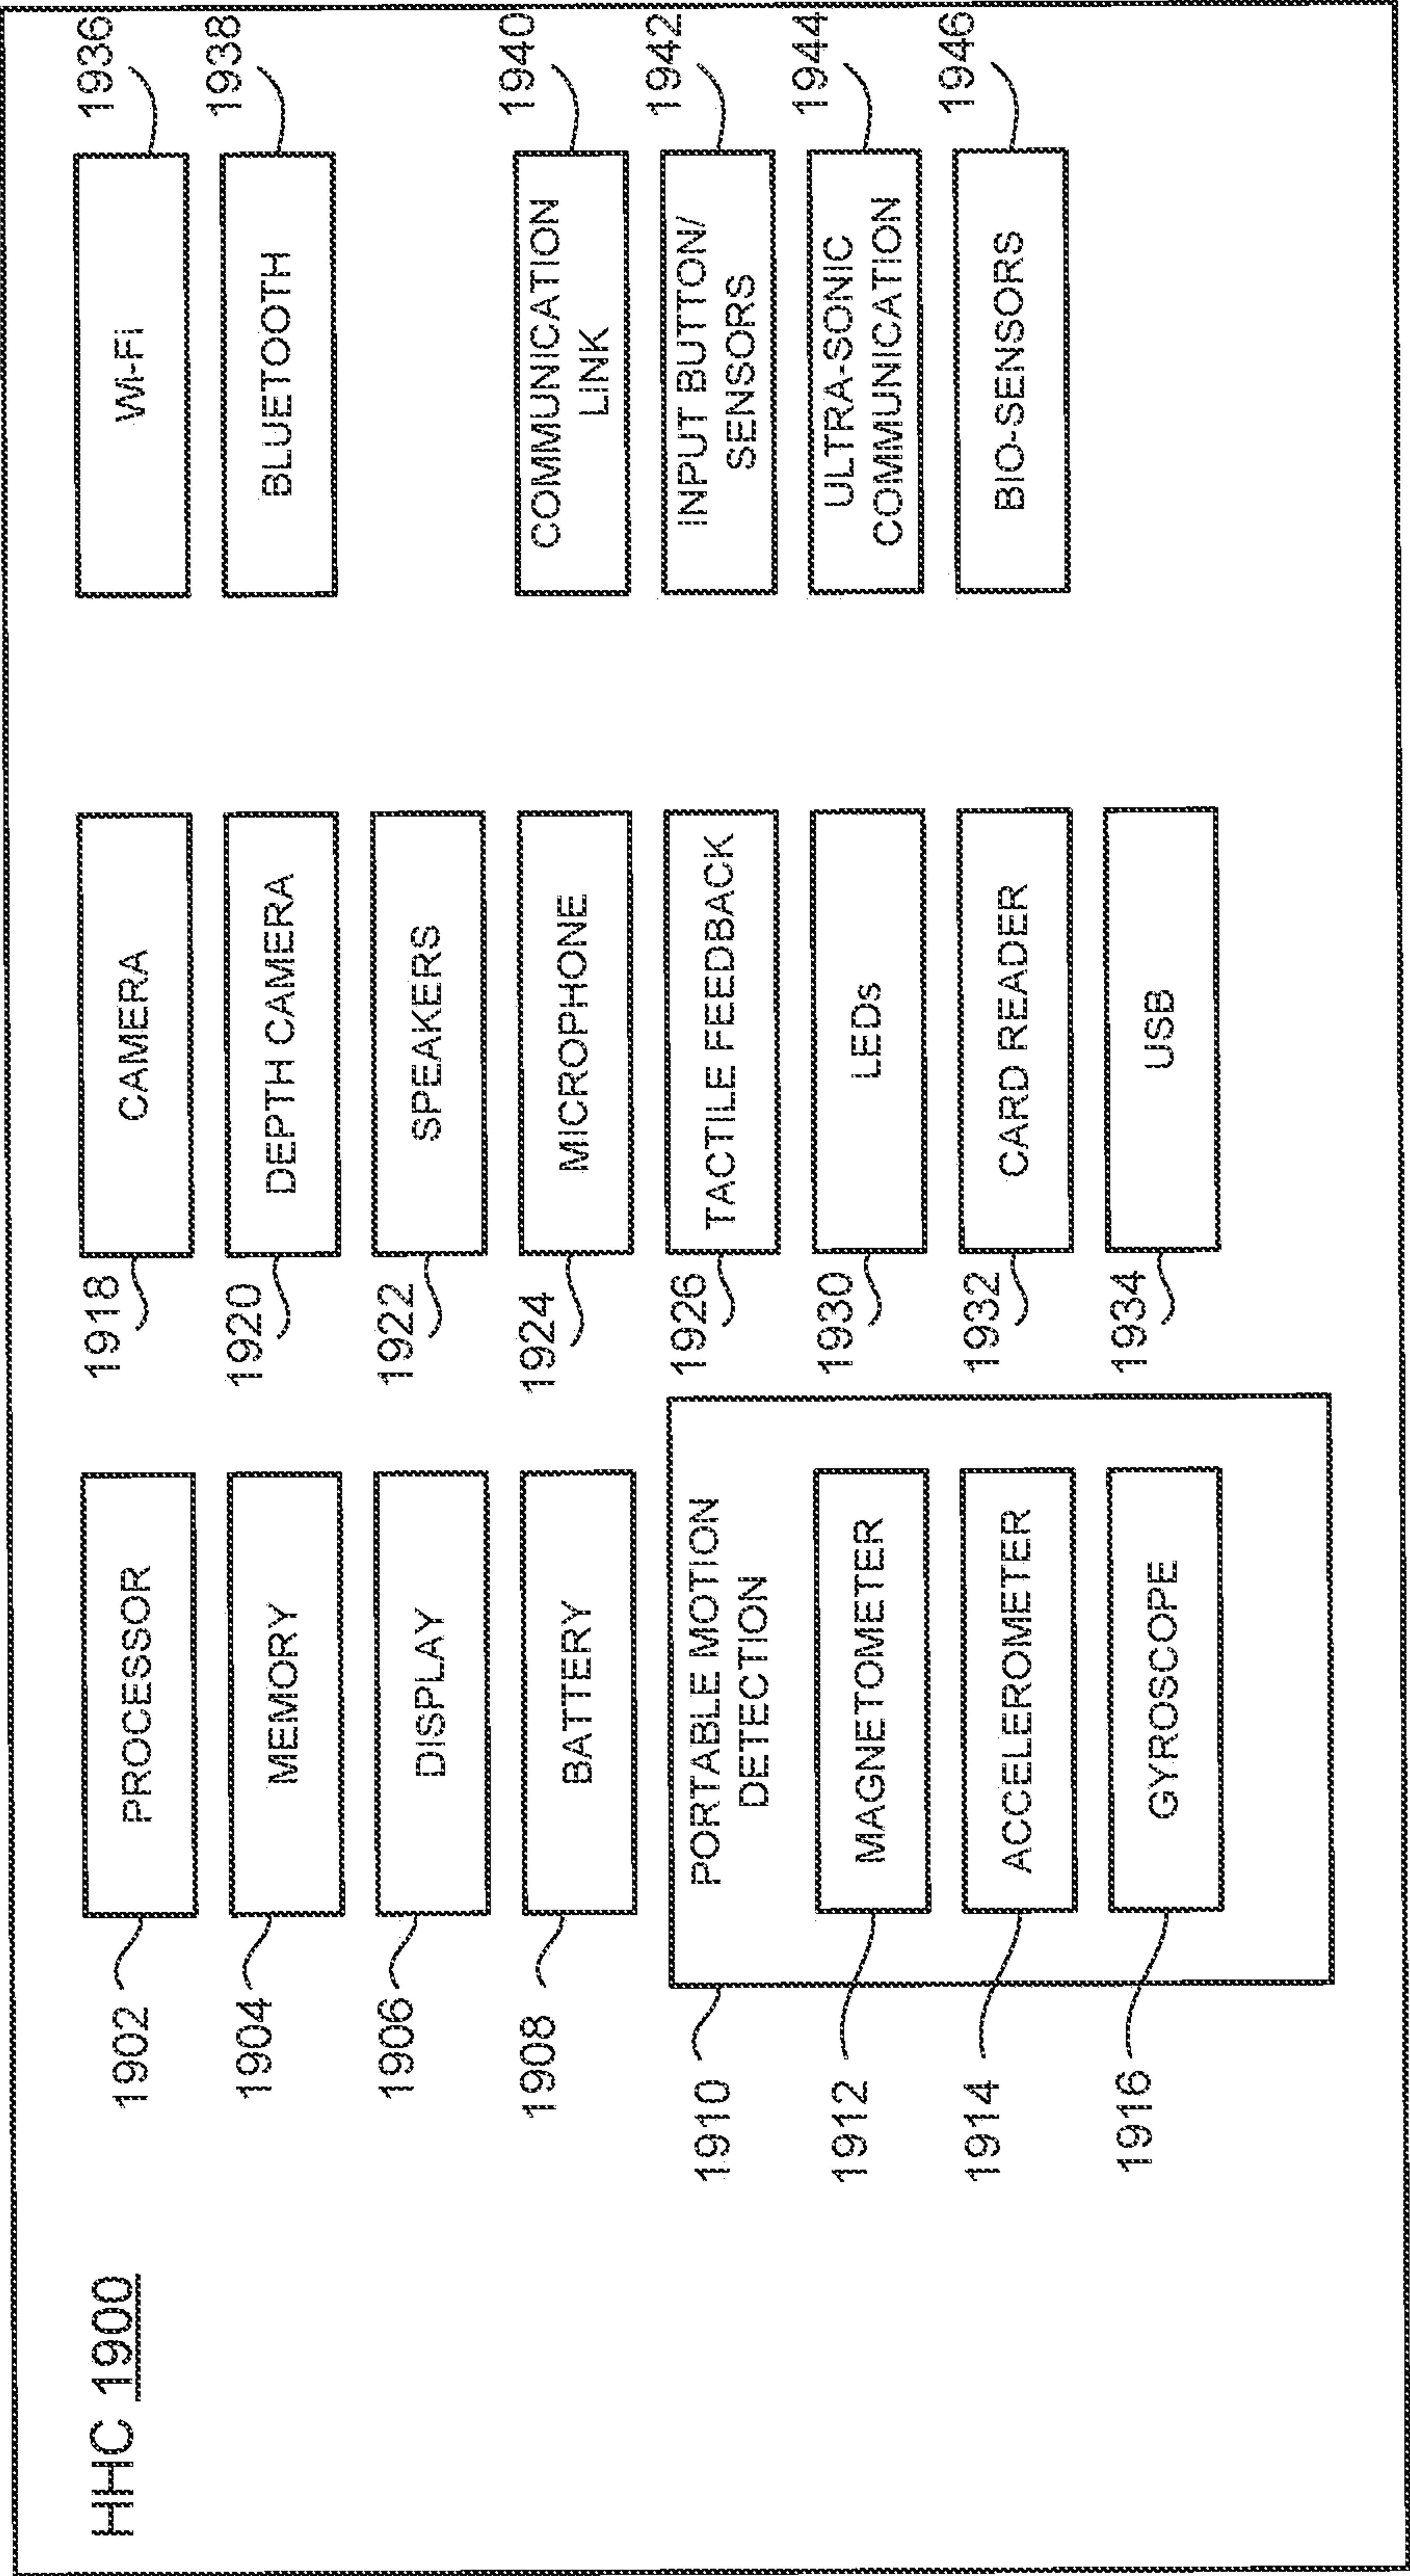 HHC 1900
1902
PROCESSOR
1904
MEMORY
1906
DISPLAY
1908
BATTERY
1910
PORTABLE MOTION
DETECTION
1912
MAGNETOMETER
1914
ACCELEROMETER
1916
GYROSCOPE
1918
CAMERA
1920
DEPTH CAMERA
1922
SPEAKERS
1924
MICROPHONE
1926
TACTILE FEEDBACK
1930
LEDs
1932
CARD READER
1934
USB
Wi-Fi
1936
BLUETOOTH
1938
COMMUNICATION
LINK
1940
INPUT BUTTON/
SENSORS
1942
ULTRA-SONIC
COMMUNICATION
1944
BIO-SENSORS
1946